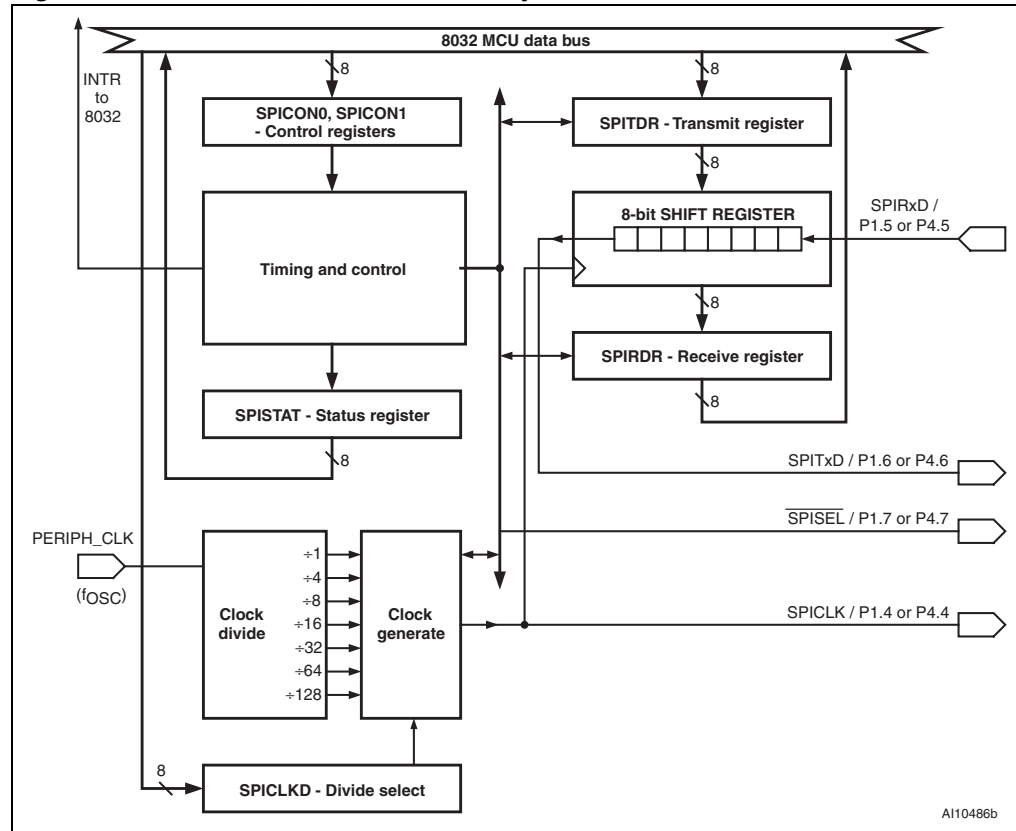 8032 MCU data bus
INTR
to
8032
8
8
SPICON0, SPICON1
- Control registers
SPITDR - Transmit register
8
8-bit SHIFT REGISTER
SPIRxD /
P1.5 or P4.5
Timing and control
8
SPIRDR - Receive register
8
SPISTAT - Status register
8
SPITxD / P1.6 or P4.6
SPISEL / P1.7 or P4.7
PERIPH_CLK
(fOSC)
Clock
divide
÷1
÷4
÷8
÷16
÷32
÷64
÷128
Clock
generate
SPICLK / P1.4 or P4.4
8
SPICLKD - Divide select
AI10486b